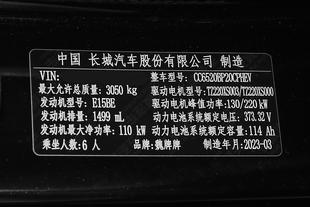 中国 长城汽车股份有限公司 制造
VIN: 整车型号: CC6520BP20CPHEV
最大允许总质量: 3050 kg 驱动电机型号: TZ220XS003/TZ220XS000
发动机型号: E15BE 驱动电机峰值功率: 130/220 kW
发动机排量: 1499 mL 动力电池系统额定电压: 373.32 V
发动机最大净功率: 110 kW 动力电池系统额定容量: 114 Ah
乘坐人数: 6 人 品牌: 魏牌牌 制造年月: 2023-03